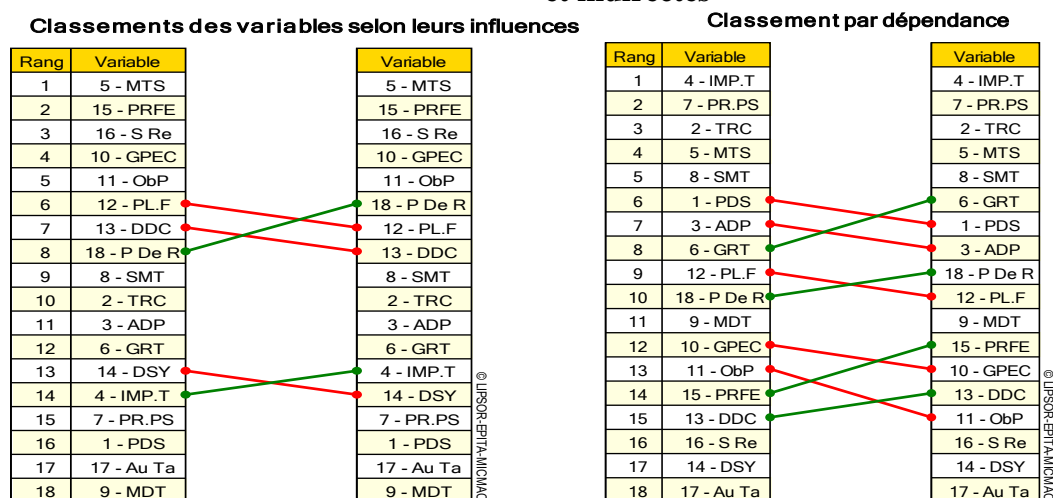 Classements des variables selon leurs influences
Rang Variable Variable
1 5 - MTS 5 - MTS
2 15 - PRFE 15 - PRFE
3 16 - S Re 16 - S Re
4 10 - GPEC 10 - GPEC
5 11 - ObP 11 - ObP
6 12 - PL.F 18 - P De R
7 13 - DDC 12 - PL.F
8 18 - P De R 13 - DDC
9 8 - SMT 8 - SMT
10 2 - TRC 2 - TRC
11 3 - ADP 3 - ADP
12 6 - GRT 6 - GRT
13 14 - DSY 4 - IMP.T
14 4 - IMP.T 14 - DSY
15 7 - PR.PS 7 - PR.PS
16 1 - PDS 1 - PDS
17 17 - Au Ta 17 - Au Ta
18 9 - MDT 9 - MDT
© LIPSOR-EPITA-MICMAC
Classement par dépendance
Rang Variable Variable
1 4 - IMP.T 4 - IMP.T
2 7 - PR.PS 7 - PR.PS
3 2 - TRC 2 - TRC
4 5 - MTS 5 - MTS
5 8 - SMT 8 - SMT
6 1 - PDS 6 - GRT
7 3 - ADP 1 - PDS
8 6 - GRT 3 - ADP
9 12 - PL.F 18 - P De R
10 18 - P De R 12 - PL.F
11 9 - MDT 9 - MDT
12 10 - GPEC 15 - PRFE
13 11 - ObP 10 - GPEC
14 15 - PRFE 13 - DDC
15 13 - DDC 11 - ObP
16 16 - S Re 16 - S Re
17 14 - DSY 14 - DSY
18 17 - Au Ta 17 - Au Ta
© LIPSOR-EPITA-MICMAC